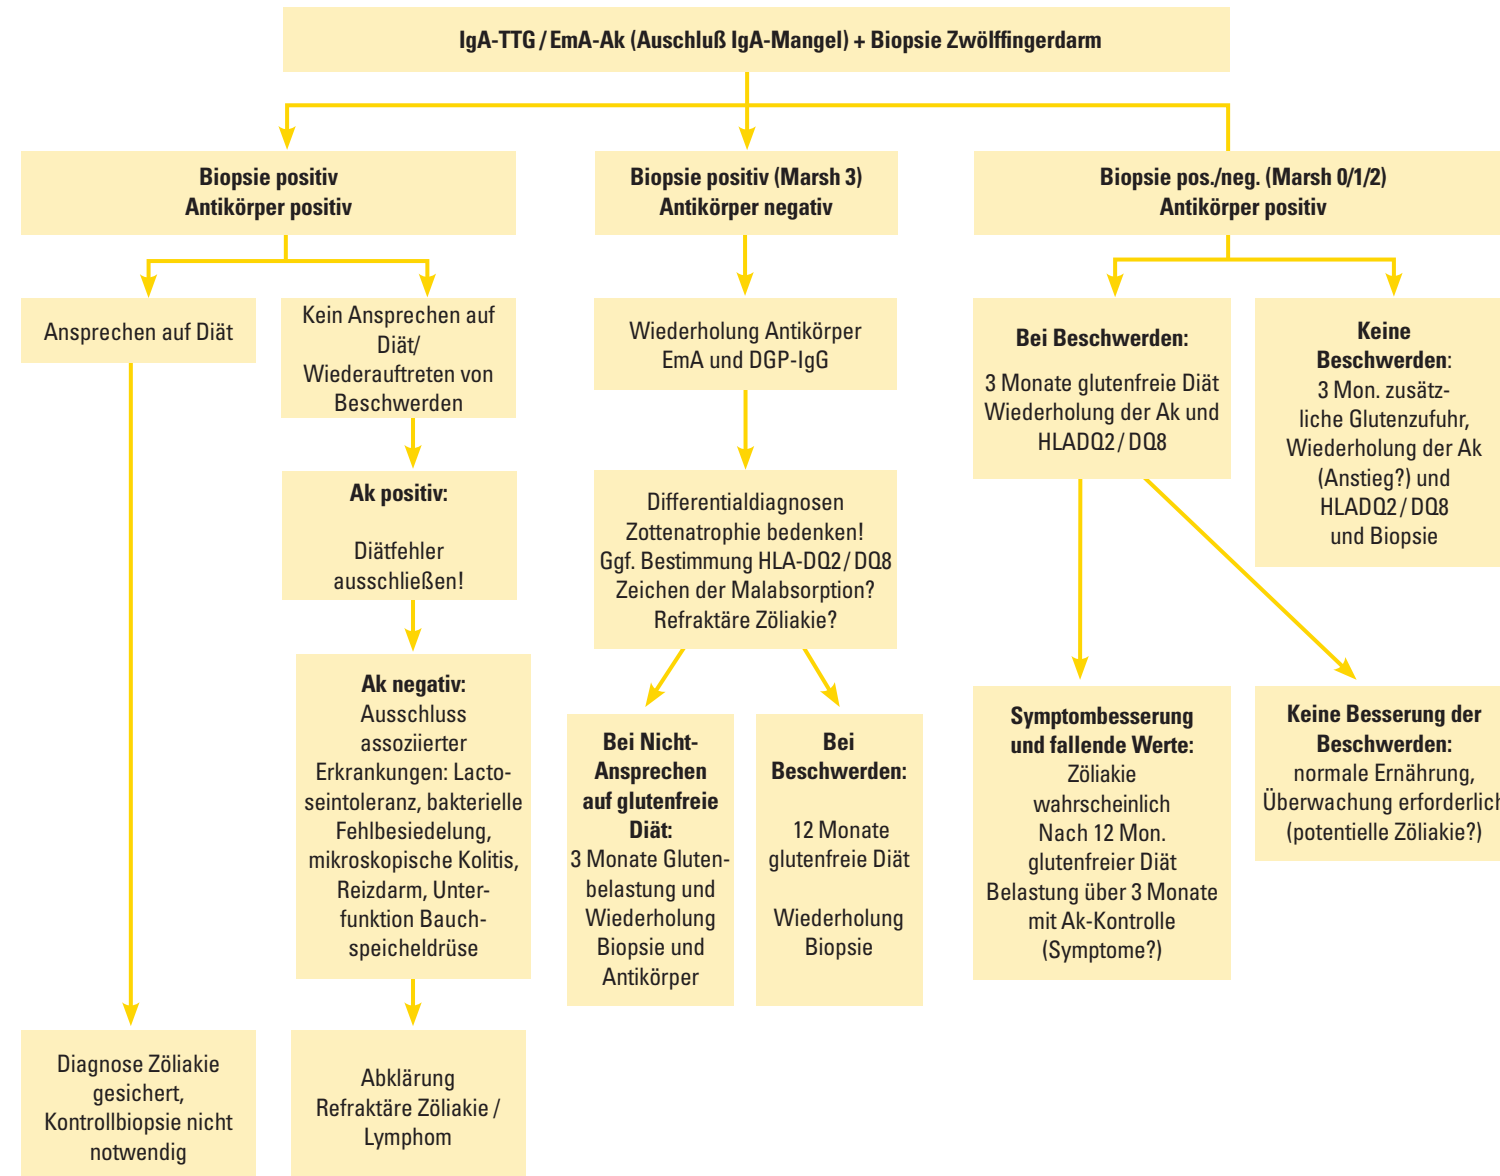 IgA-TTG / EmA-Ak (Auschluß IgA-Mangel) + Biopsie Zwölffingerdarm
Biopsie positiv
Antikörper positiv
Biopsie positiv (Marsh 3)
Antikörper negativ
Biopsie pos./neg. (Marsh 0/1/2)
Antikörper positiv
Ansprechen auf Diät
Kein Ansprechen auf
Diät/
Wiederauftreten von
Beschwerden
Wiederholung Antikörper
EmA und DGP-IgG
Bei Beschwerden:
3 Monate glutenfreie Diät
Wiederholung der Ak und
HLADQ2 / DQ8
Keine
Beschwerden:
3 Mon. zusätz-
liche Glutenzufuhr,
Wiederholung der Ak
(Anstieg?) und
HLADQ2 / DQ8
und Biopsie
Ak positiv:
Diätfehler
ausschließen!
Differentialdiagnosen
Zottenatrophie bedenken!
Ggf. Bestimmung HLA-DQ2 / DQ8
Zeichen der Malabsorption?
Refraktäre Zöliakie?
Ak negativ:
Ausschluss
assoziierter
Erkrankungen: Lacto-
seintoleranz, bakterielle
Fehlbesiedelung,
mikroskopische Kolitis,
Reizdarm, Unter-
funktion Bauch-
speicheldrüse
Bei Nicht-
Ansprechen
auf glutenfreie
Diät:
3 Monate Gluten-
belastung und
Wiederholung
Biopsie und
Antikörper
Bei
Beschwerden:
12 Monate
glutenfreie Diät
Wiederholung
Biopsie
Symptombesserung
und fallende Werte:
Zöliakie
wahrscheinlich
Nach 12 Mon.
glutenfreier Diät
Belastung über 3 Monate
mit Ak-Kontrolle
(Symptome?)
Keine Besserung der
Beschwerden:
normale Ernährung,
Überwachung erforderlich
(potentielle Zöliakie?)
Diagnose Zöliakie
gesichert,
Kontrollbiopsie nicht
notwendig
Abklärung
Refraktäre Zöliakie /
Lymphom